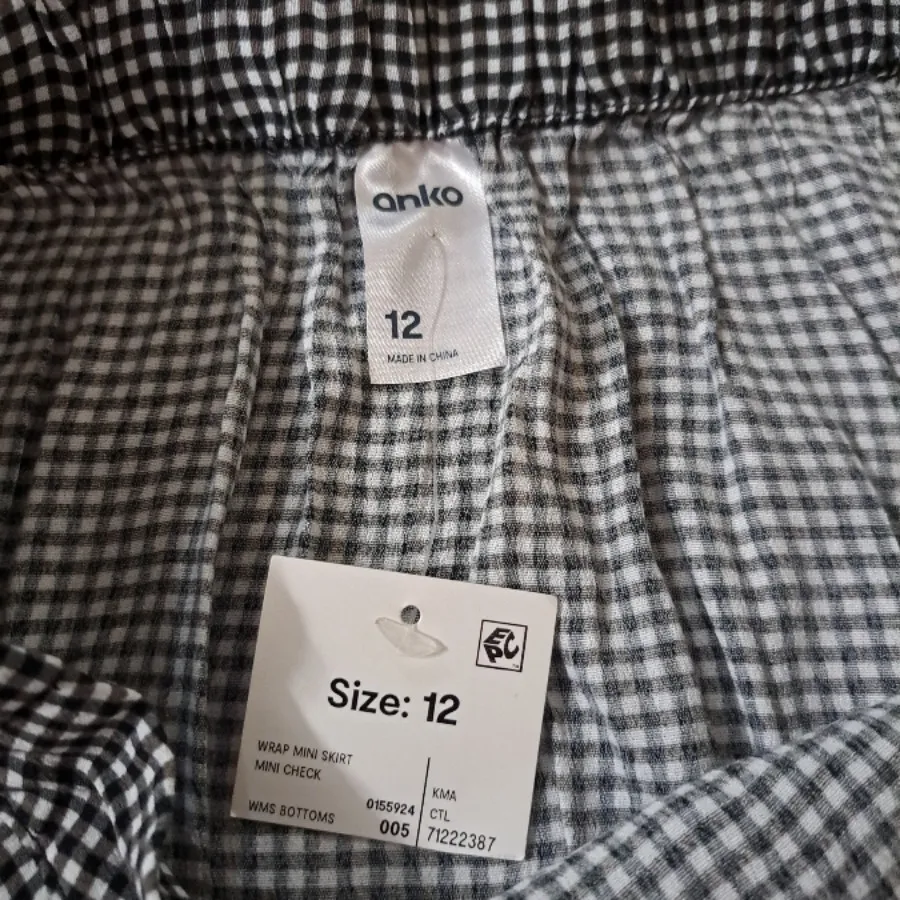 anko
12
MADE IN CHINA
EPC
Size: 12
WRAP MINI SKIRT
MINI CHECK
WMS BOTTOMS
0155924
005
KMA
CTL
71222387